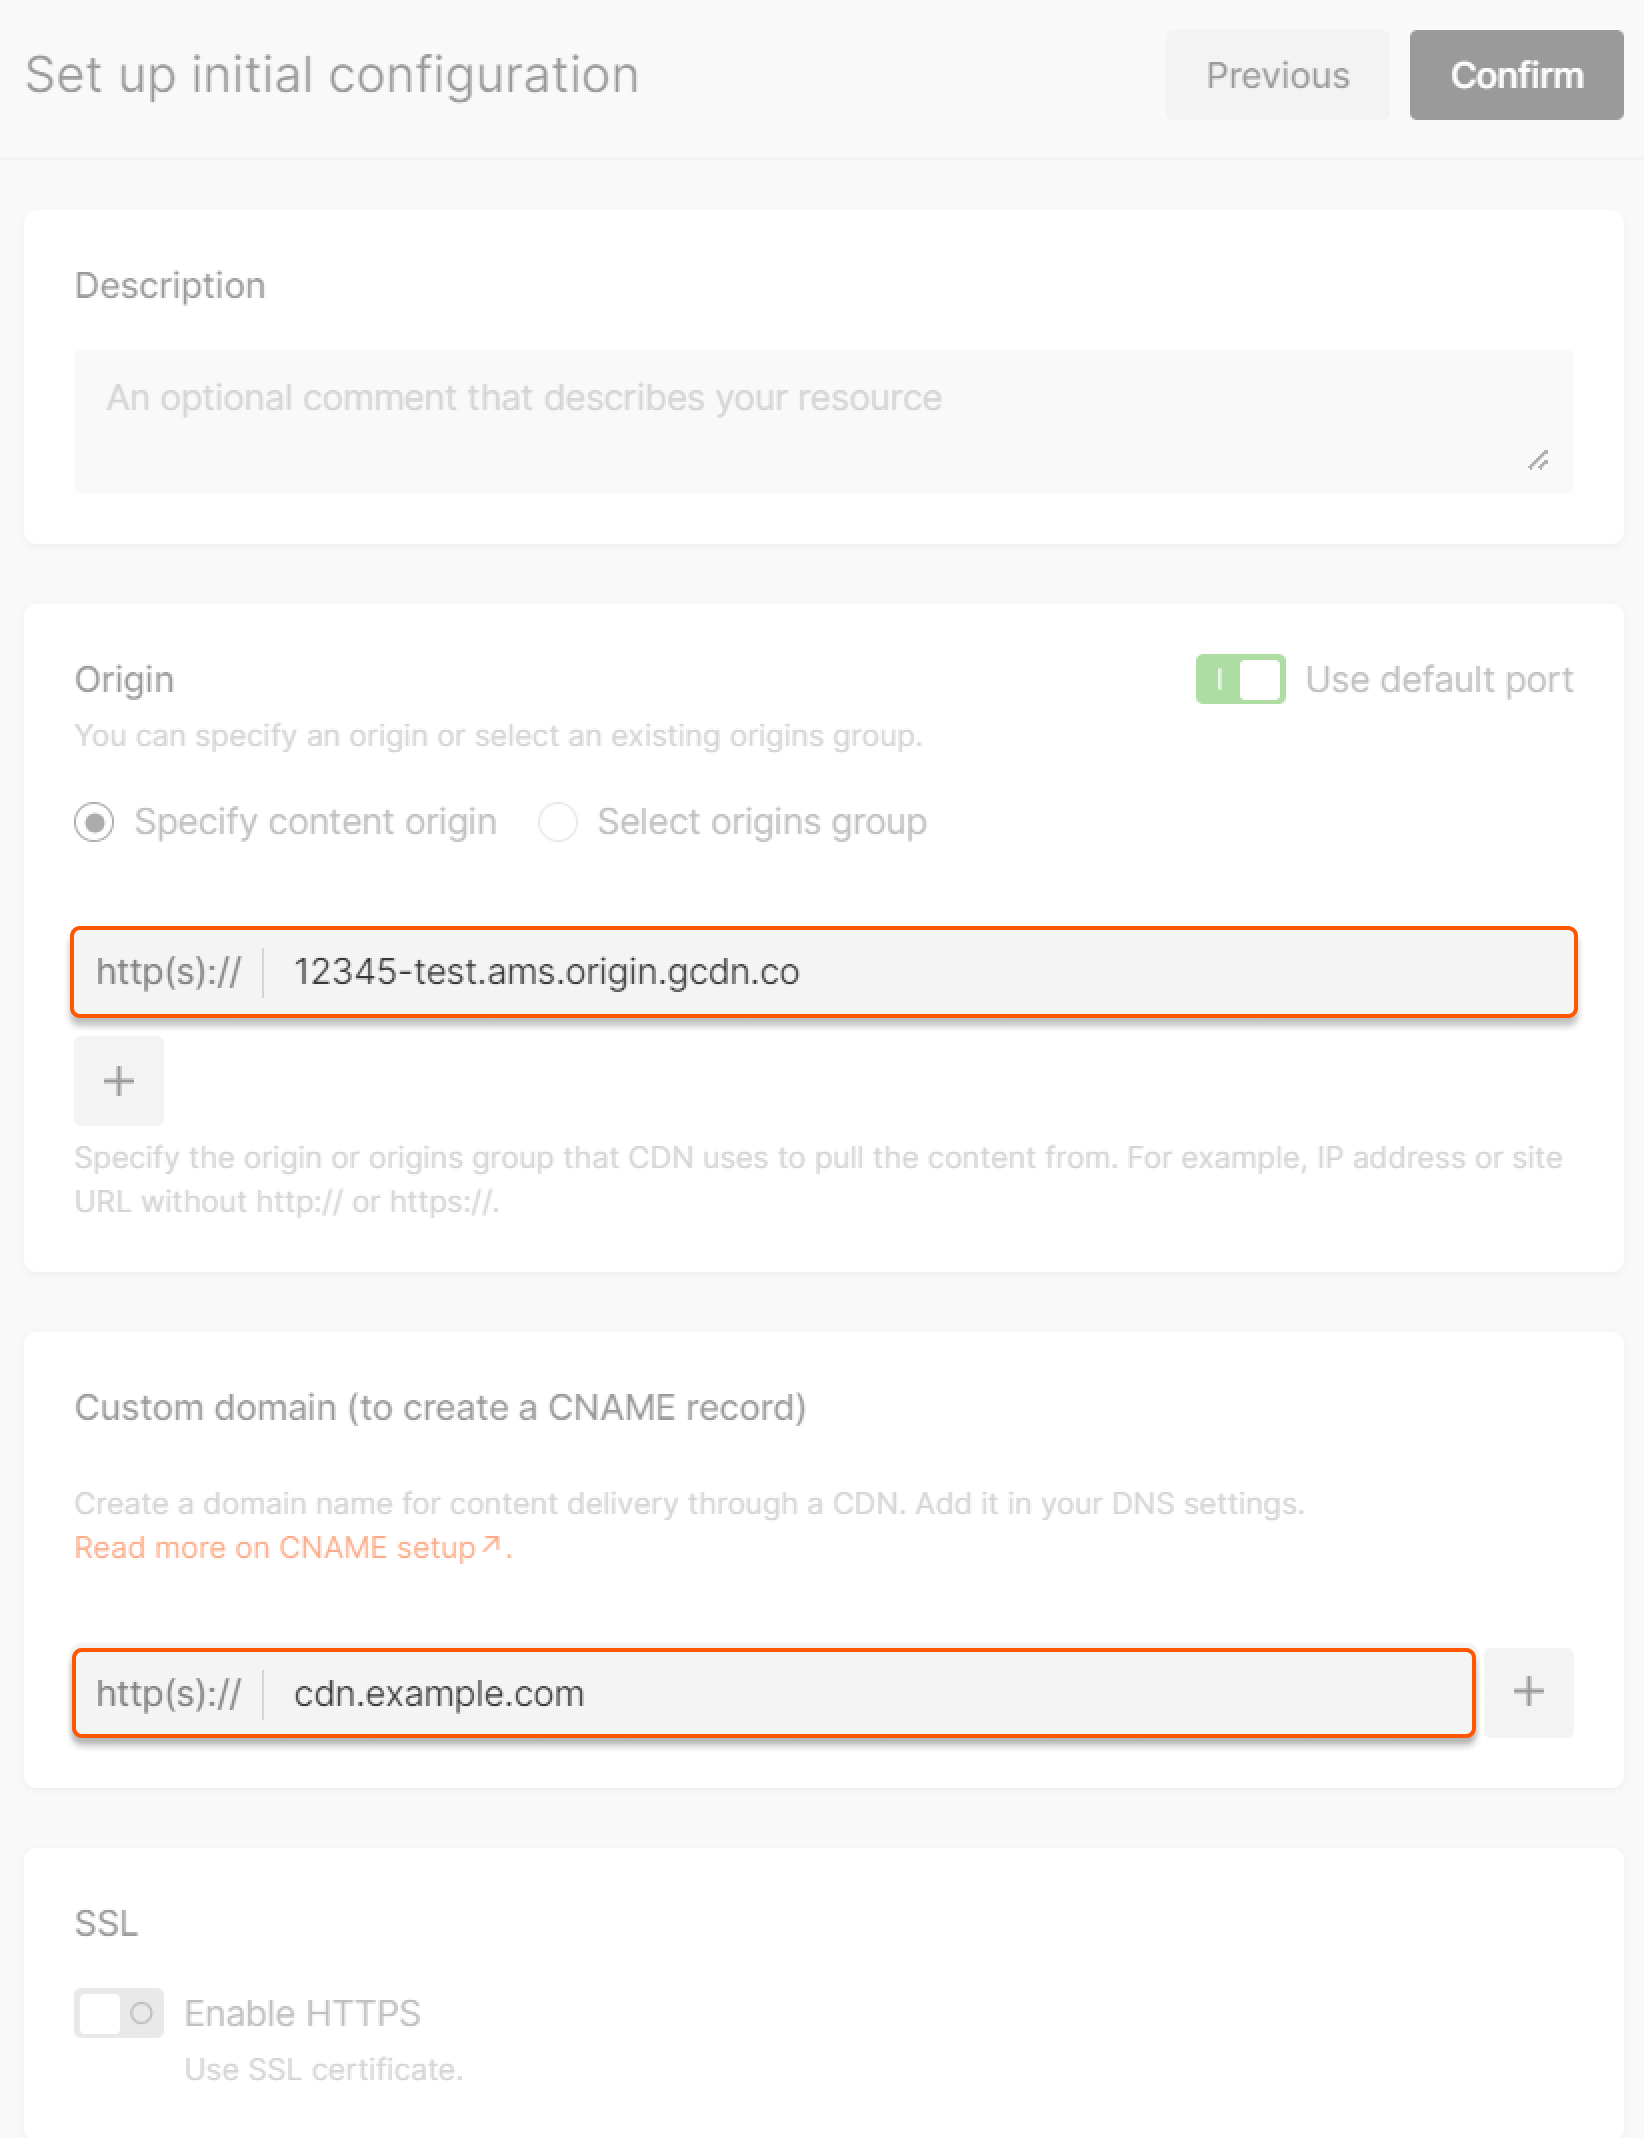 Set up initial configuration
Previous
Confirm
Description
An optional comment that describes your resource
Origin
Use default port
You can specify an origin or select an existing origins group.
Specify content origin
Select origins group
http(s)://
12345-test.ams.origin.gcdn.co
+
Specify the origin or origins group that CDN uses to pull the content from. For example, IP address or site
URL without http:// or https://.
Custom domain (to create a CNAME record)
Create a domain name for content delivery through a CDN. Add it in your DNS settings.
Read more on CNAME setup↗.
http(s)://
cdn.example.com
+
SSL
Enable HTTPS
Use SSL certificate.